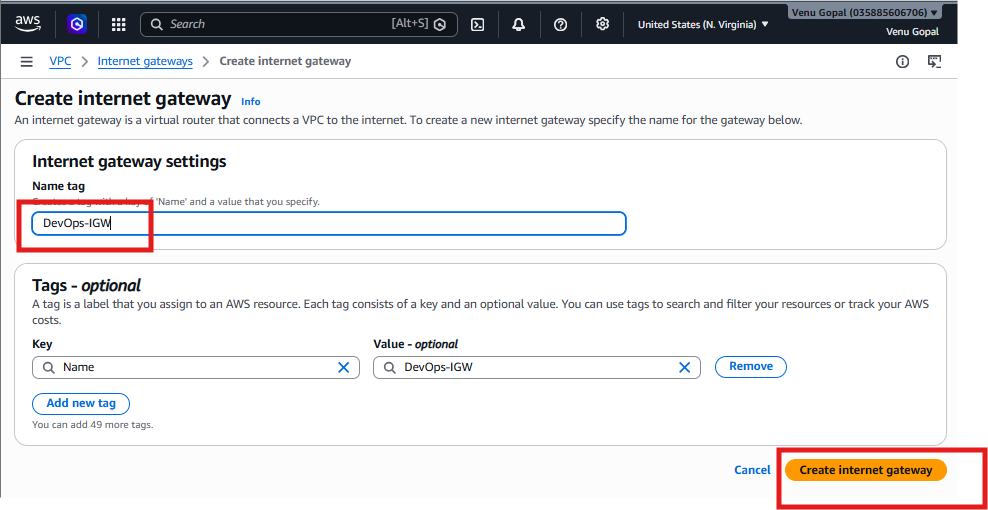 aws
Search [Alt+S]
United States (N. Virginia)
Venu Gopal (035885606706)
Venu Gopal
VPC > Internet gateways > Create internet gateway
Create internet gateway Info
An internet gateway is a virtual router that connects a VPC to the internet. To create a new internet gateway specify the name for the gateway below.
Internet gateway settings
Name tag
Creates a tag with a key of 'Name' and a value that you specify.
DevOps-IGW
Tags - optional
A tag is a label that you assign to an AWS resource. Each tag consists of a key and an optional value. You can use tags to search and filter your resources or track your AWS
costs.
Key Value - optional
Name DevOps-IGW Remove
Add new tag
You can add 49 more tags.
Cancel Create internet gateway